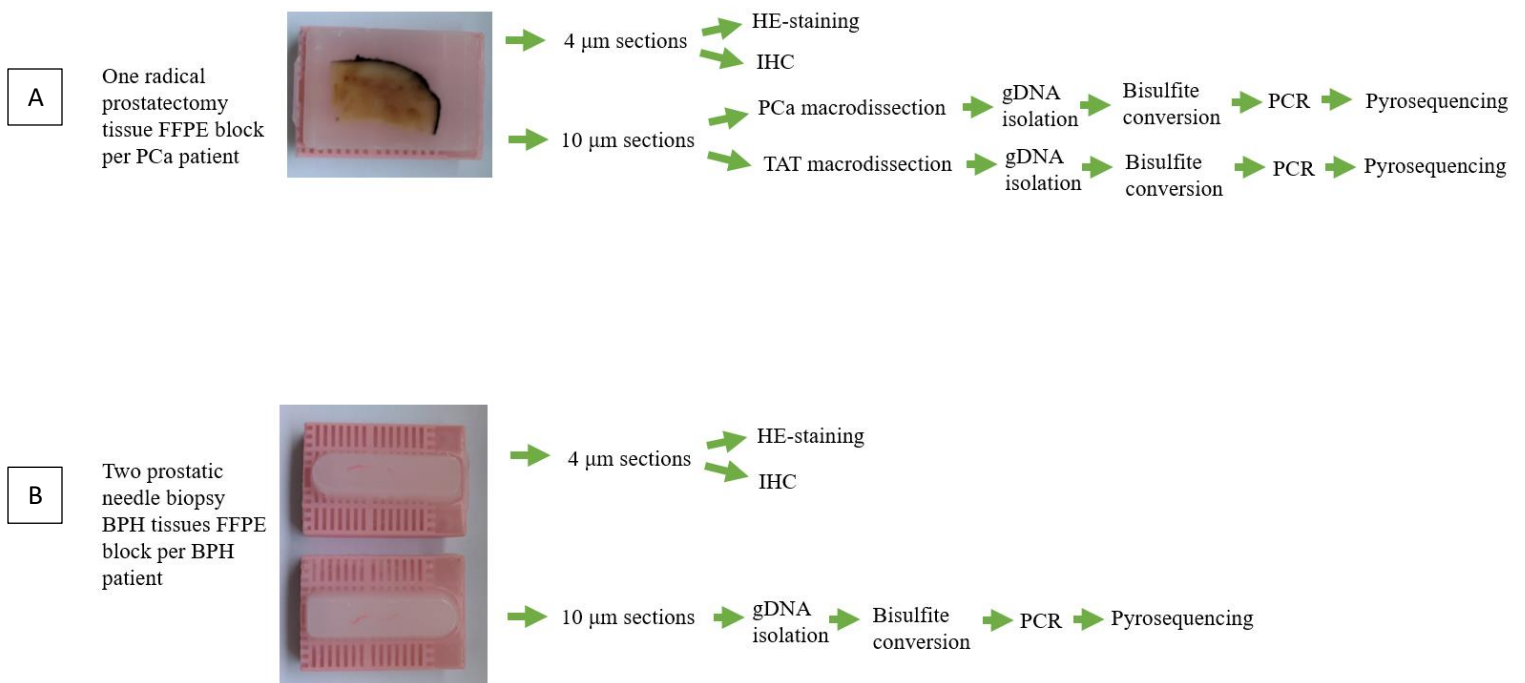 A
One radical
prostatectomy
tissue FFPE block
per PCa patient
4 μm sections
HE-staining
IHC
10 μm sections
PCa macrodissection
gDNA
isolation
Bisulfite
conversion
PCR
Pyrosequencing
TAT macrodissection
gDNA
isolation
Bisulfite
conversion
PCR
Pyrosequencing
B
Two prostatic
needle biopsy
BPH tissues FFPE
block per BPH
patient
4 μm sections
HE-staining
IHC
10 μm sections
gDNA
isolation
Bisulfite
conversion
PCR
Pyrosequencing